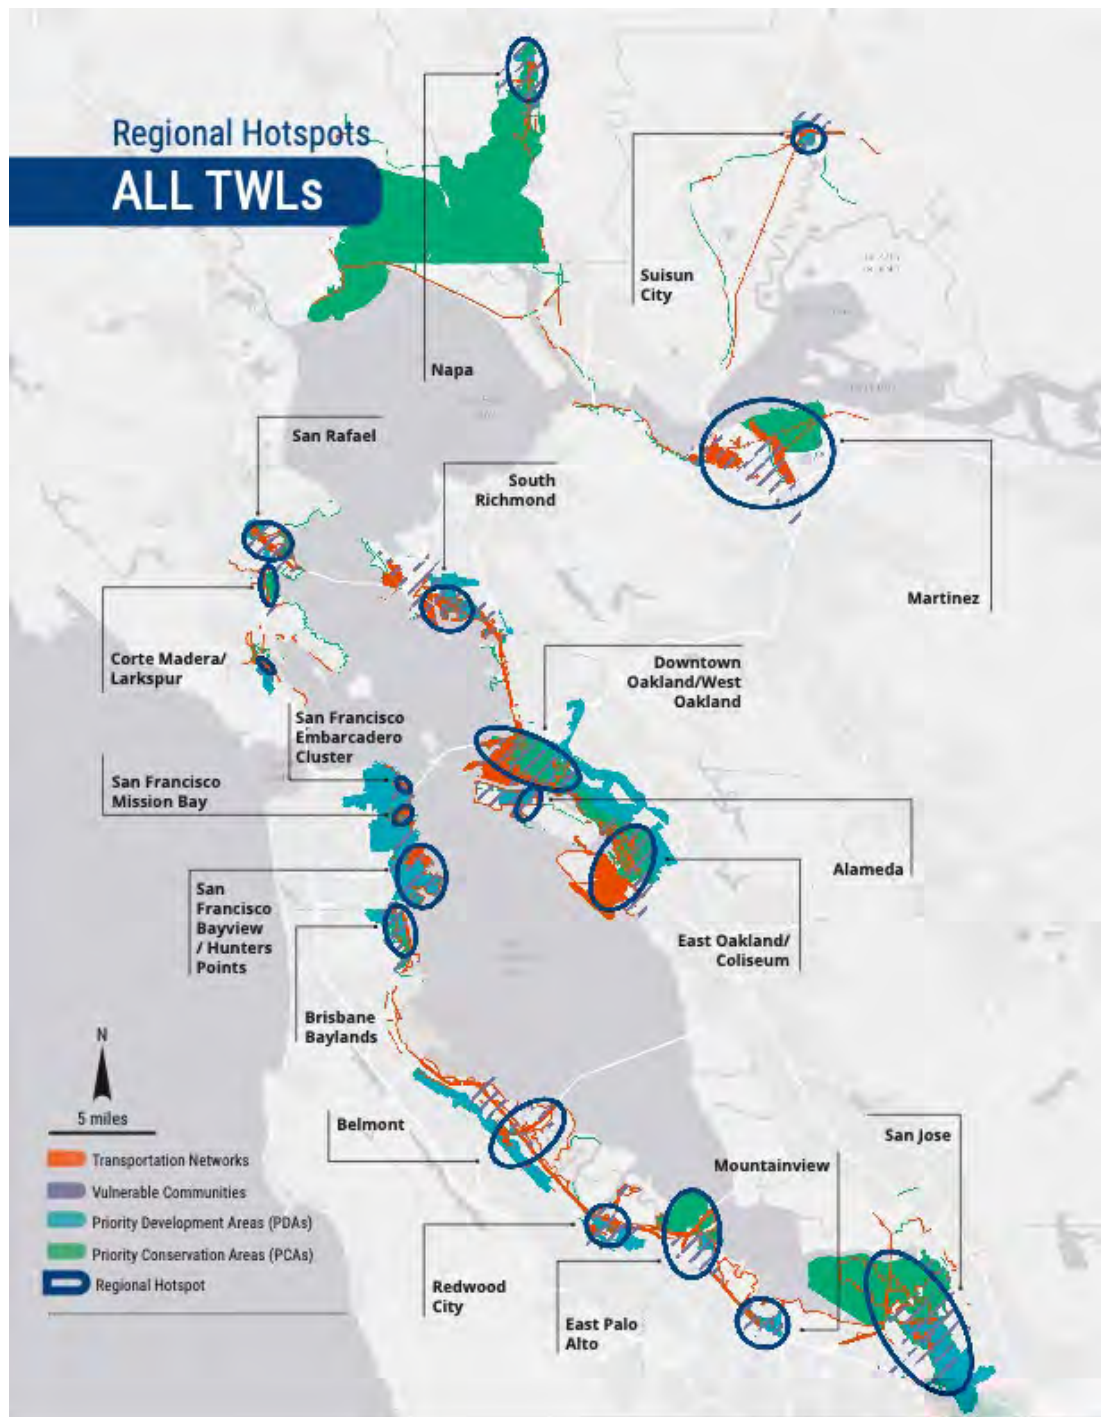 Regional Hotspots
ALL TWLs
Suisun
City
Napa
San Rafael
South
Richmond
Martinez
Corte Madera/
Larkspur
Downtown
Oakland/West
Oakland
San Francisco
Embarcadero
Cluster
San Francisco
Mission Bay
Alameda
San
Francisco
Bayview
/ Hunters
Points
East Oakland/
Coliseum
Brisbane
Baylands
N
5 miles
Belmont
San Jose
Mountainview
Transportation Networks
Vulnerable Communities
Priority Development Areas (PDAs)
Priority Conservation Areas (PCAs)
Regional Hotspot
Redwood
City
East Palo
Alto